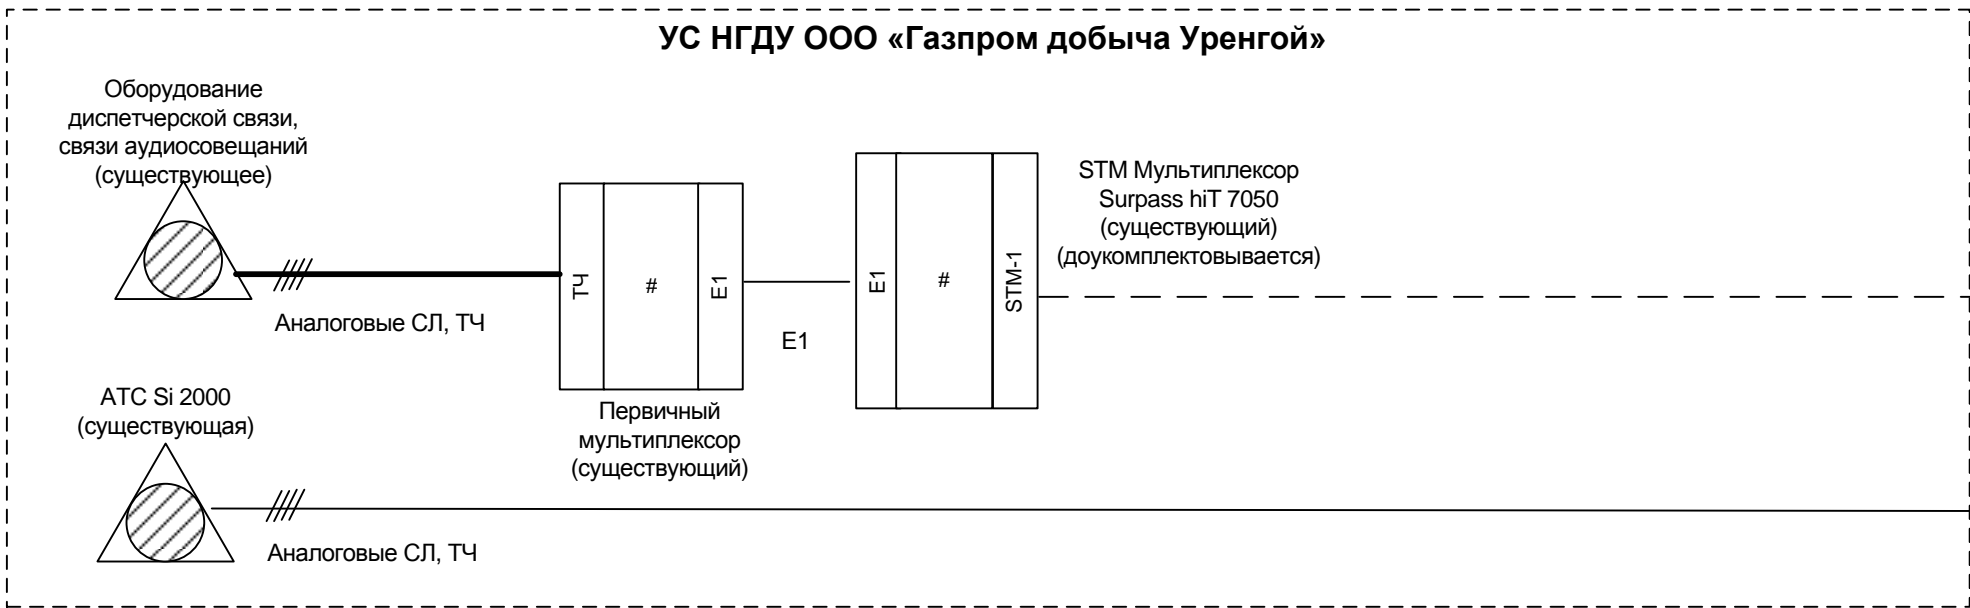 УС НГДУ ООО «Газпром добыча Уренгой»
Оборудование
диспетчерской связи,
связи аудиосовещаний
(существующее)
Аналоговые СЛ, ТЧ
ТЧ
#
E1
E1
E1
#
STM-1
STM Мультиплексор
Surpass hiT 7050
(существующий)
(доукомплектовывается)
Первичный
мультиплексор
(существующий)
АТС Si 2000
(существующая)
Аналоговые СЛ, ТЧ